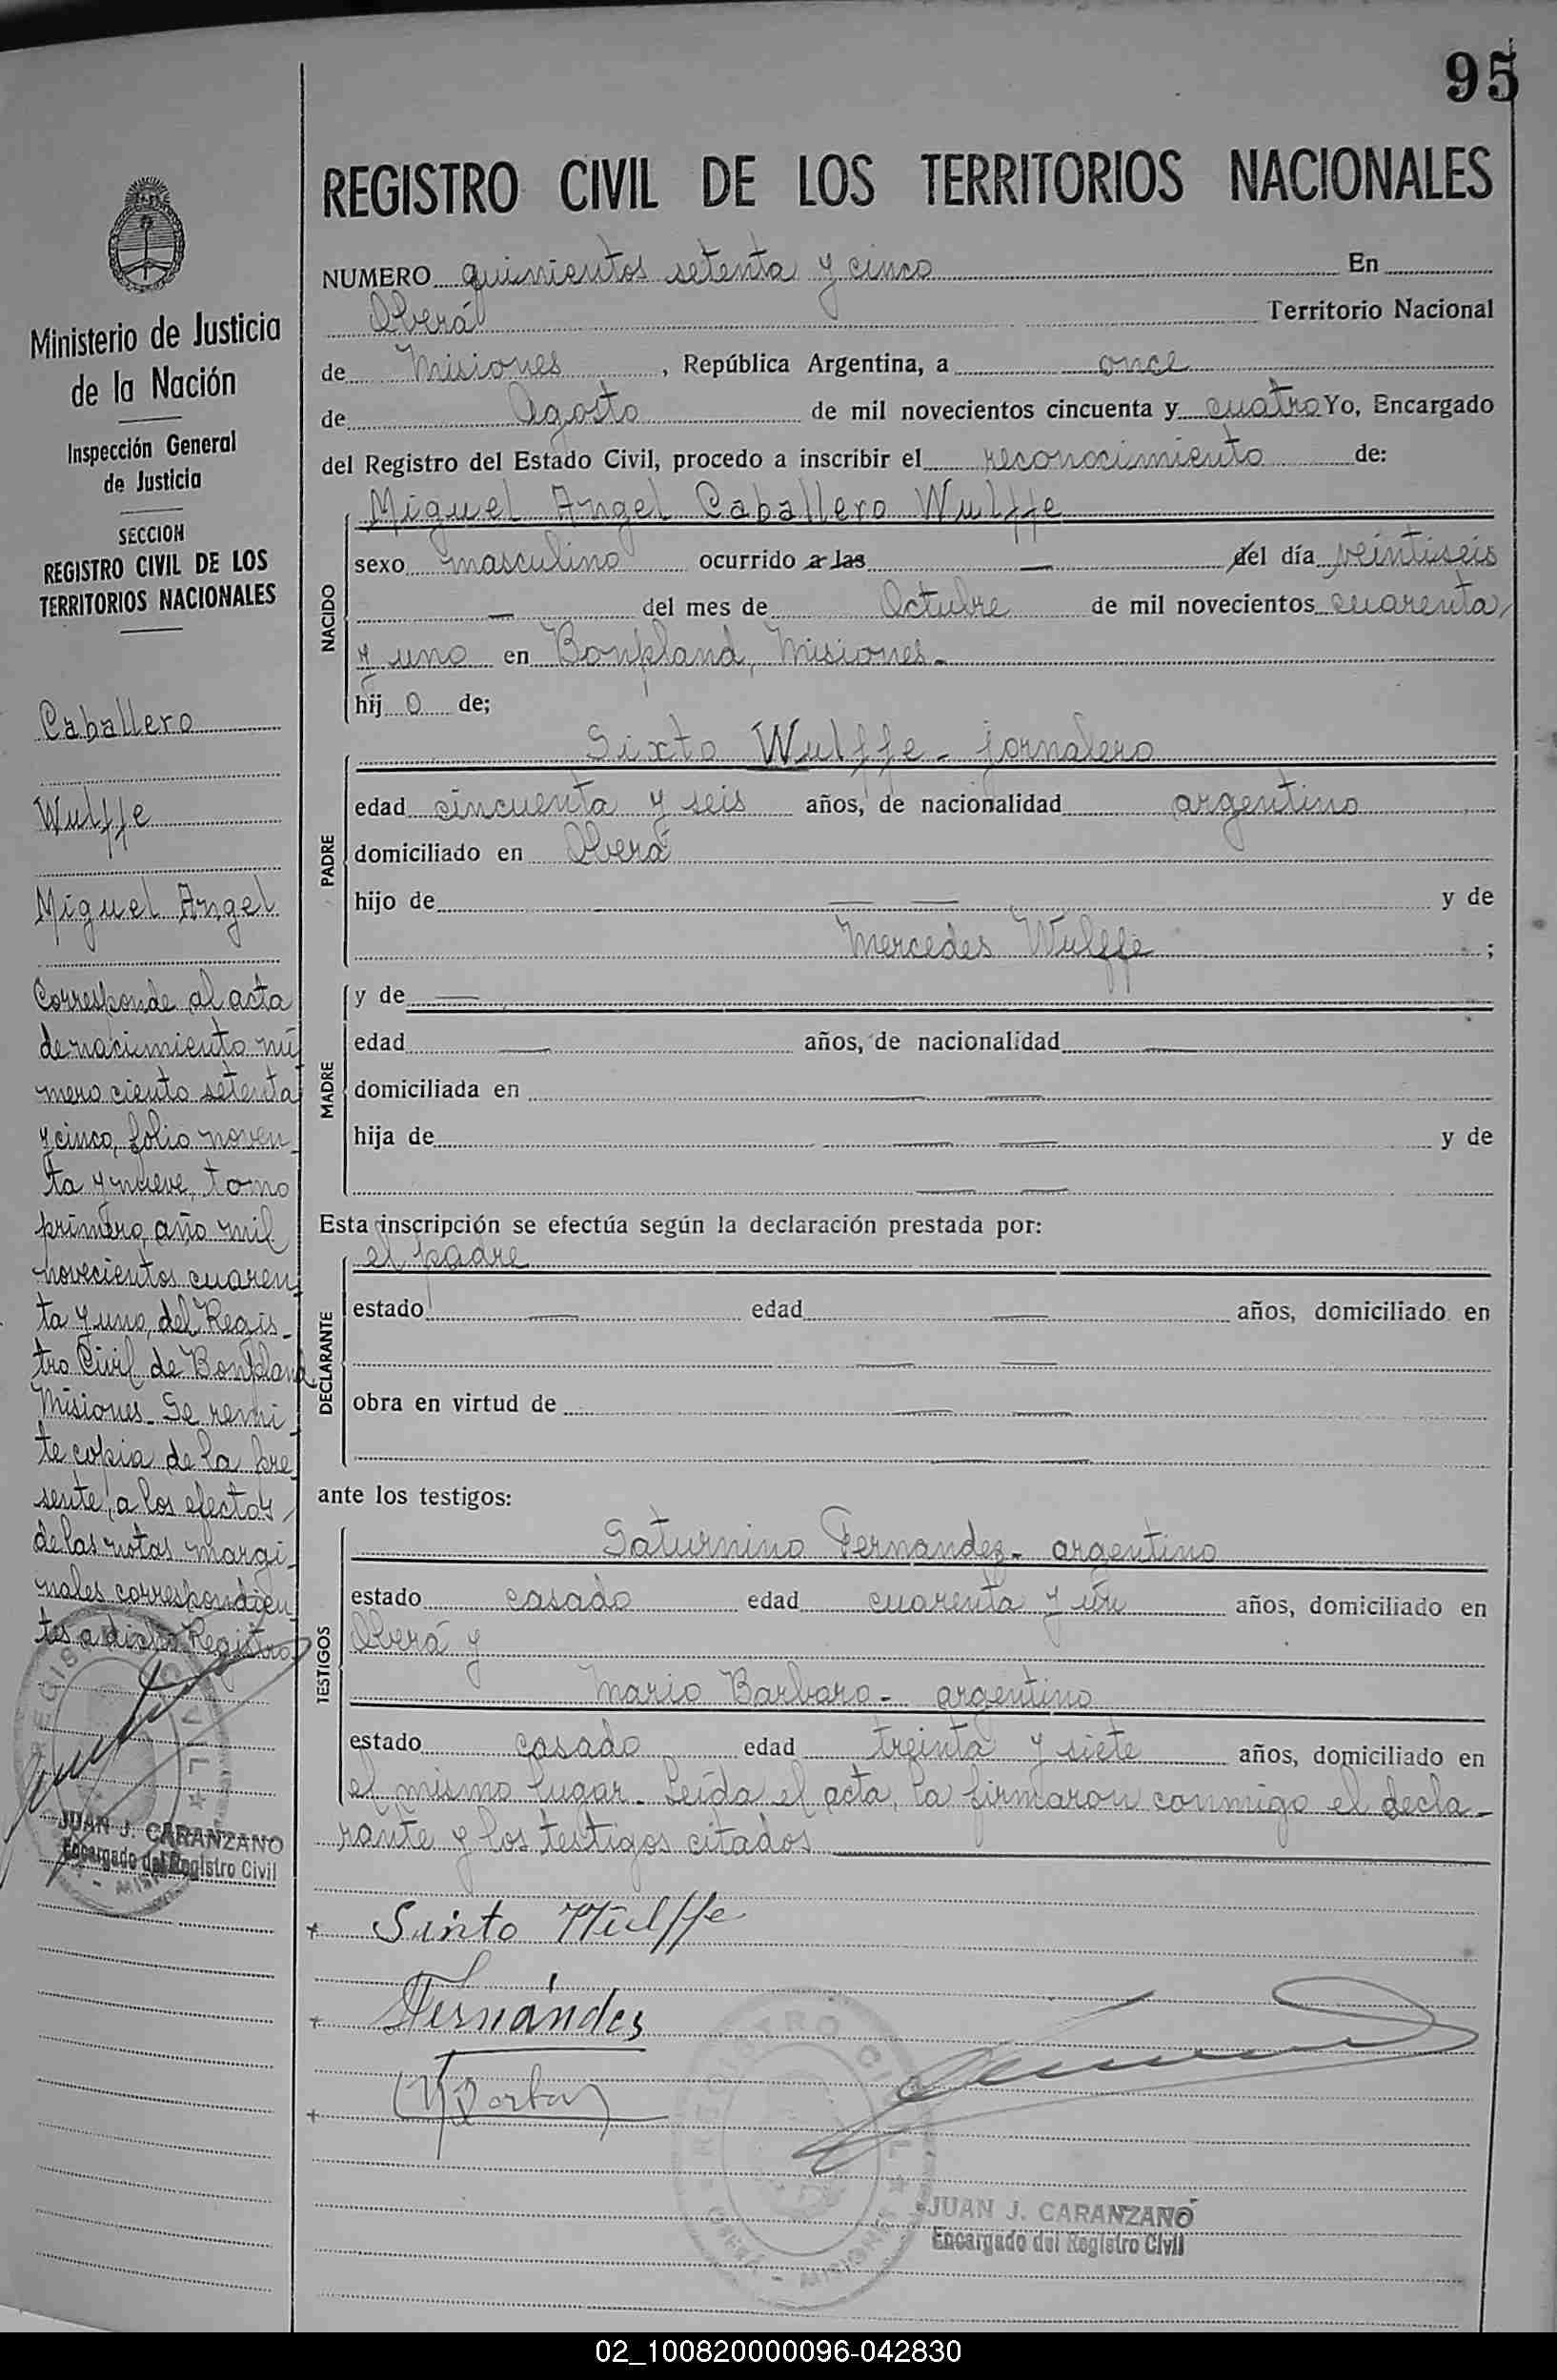 95
REGISTRO CIVIL DE LOS TERRITORIOS NACIONALES
Ministerio de Justicia
de la Nación
Inspección General
de Justicia
SECCION
REGISTRO CIVIL DE LOS
TERRITORIOS NACIONALES
Caballero
Wulffe
Miguel Angel
Corresponde al acta
de nacimiento nú
mero ciento setenta
y cinco, folio noven
ta y nueve, tomo
primero, año mil
novecientos cuaren
ta y uno, del Regis-
tro Civil de Bonpland
Misiones. Se remi
te copia de la pre
sente, a los efectos
de las notas margi
nales correspondien
tes a dicho Registro
JUAN J. CARANZANO
Encargado del Registro Civil
NUMERO quinientos setenta y cinco En
Oberá Territorio Nacional
de Misiones, República Argentina, a once
de Agosto de mil novecientos cincuenta y cuatro Yo, Encargado
del Registro del Estado Civil, procedo a inscribir el reconocimiento de:
NACIDO
Miguel Angel Caballero Wulffe
sexo masculino ocurrido a las — del día veintiseis
— del mes de Octubre de mil novecientos cuarenta
y uno en Bonpland, Misiones.-
hij o de;
PADRE
Sixto Wulffe - jornalero
edad cincuenta y seis años, de nacionalidad argentino
domiciliado en Oberá
hijo de — — y de
Mercedes Wulffe ;
MADRE
y de —
edad — años, de nacionalidad —
domiciliada en — —
hija de — — y de
— —
Esta inscripción se efectúa según la declaración prestada por:
DECLARANTE
el padre
estado — edad — años, domiciliado en
— —
obra en virtud de — —
—
ante los testigos:
TESTIGOS
Saturnino Fernandez - argentino
estado casado edad cuarenta y un años, domiciliado en
Oberá y
Mario Barbaro - argentino
estado casado edad treinta y siete años, domiciliado en
el mismo lugar. Leída el acta, la firmaron conmigo el decla-
rante y los testigos citados
Sinto Wulffe
Fernándes
REGISTRO CIVIL
OBERÁ - MISIONES
JUAN J. CARANZANO
Encargado del Registro Civil
02_100820000096-042830